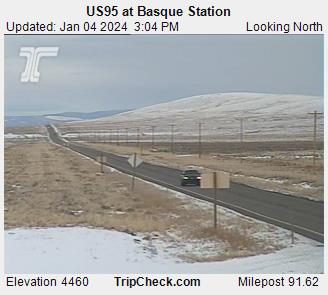 US95 at Basque Station
Updated: Jan 04 2024 3:04 PM Looking North
Elevation 4460 TripCheck.com Milepost 91.62